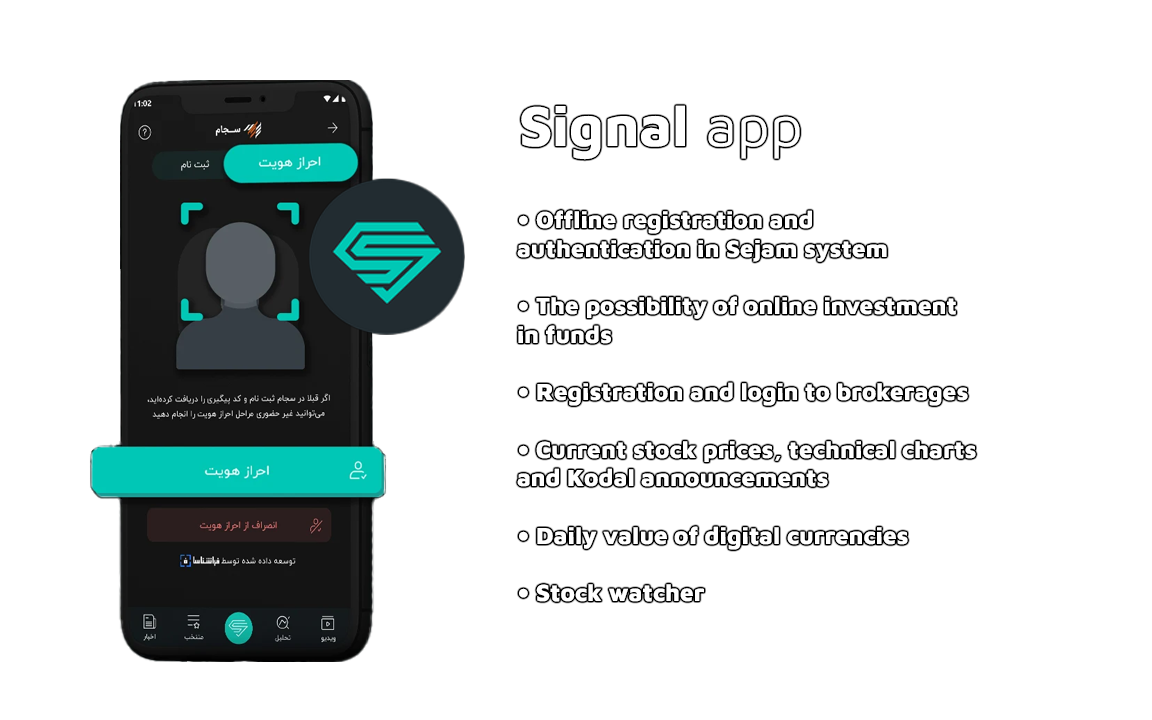 11:02
سجام
ثبت نام
احراز هویت
اگر قبلا در سجام ثبت نام و کد پیگیری را دریافت کرده‌اید،
می‌توانید غیر حضوری مراحل احراز هویت را انجام دهید
احراز هویت
انصراف از احراز هویت
توسعه داده شده توسط
ویدیو
تحلیل
منتخب
اخبار
Signal app
• Offline registration and
authentication in Sejam system
• The possibility of online investment
in funds
• Registration and login to brokerages
• Current stock prices, technical charts
and Kodal announcements
• Daily value of digital currencies
• Stock watcher